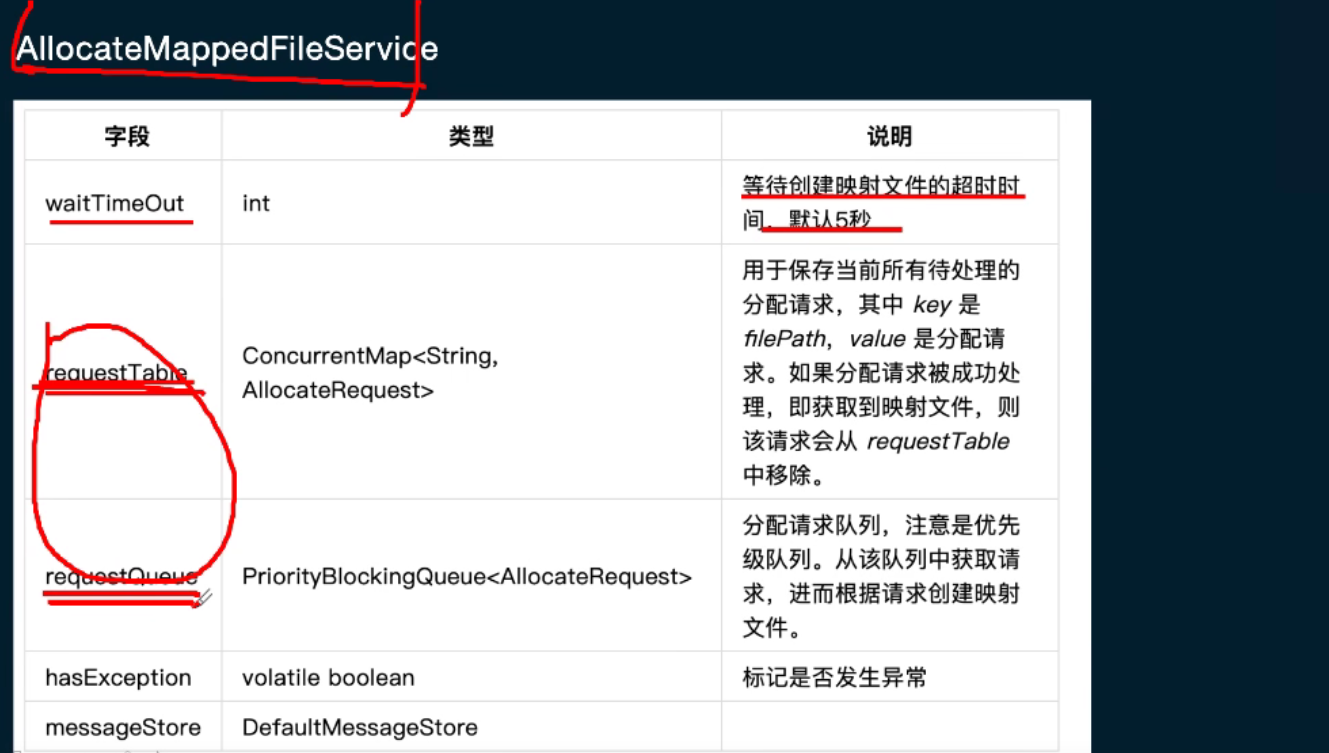 AllocateMappedFileService
字段 类型 说明
waitTimeOut int 等待创建映射文件的超时时
间，默认5秒
用于保存当前所有待处理的
分配请求，其中 key 是
filePath，value 是分配请
requestTable ConcurrentMap<String, 求。如果分配请求被成功处
AllocateRequest> 理，即获取到映射文件，则
该请求会从 requestTable
中移除。
分配请求队列，注意是优先
级队列。从该队列中获取请
requestQueue PriorityBlockingQueue<AllocateRequest> 求，进而根据请求创建映射
文件。
hasException volatile boolean 标记是否发生异常
messageStore DefaultMessageStore